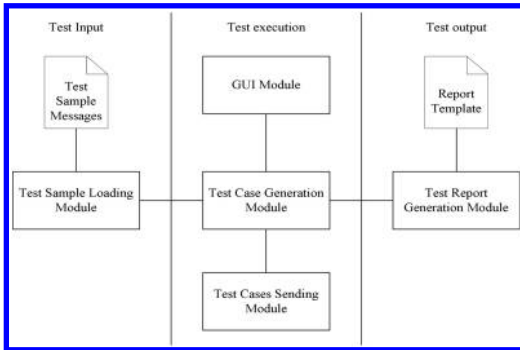 Test Input
Test execution
Test output
Test
Sample
Messages
GUI Module
Report
Template
Test Sample Loading
Module
Test Case Generation
Module
Test Report
Generation Module
Test Cases Sending
Module